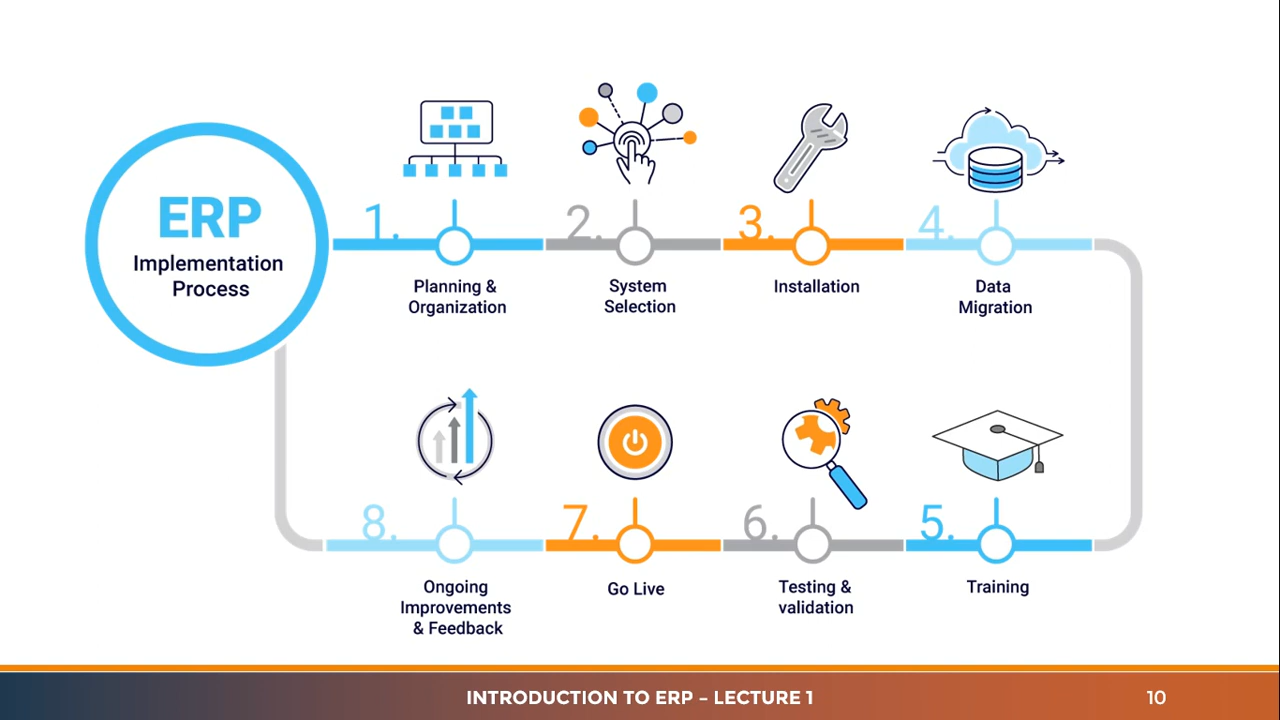 ERP
Implementation
Process
1.
Planning &
Organization
2.
System
Selection
3.
Installation
4.
Data
Migration
5.
Training
6.
Testing &
validation
7.
Go Live
8.
Ongoing
Improvements
& Feedback
INTRODUCTION TO ERP – LECTURE 1
10